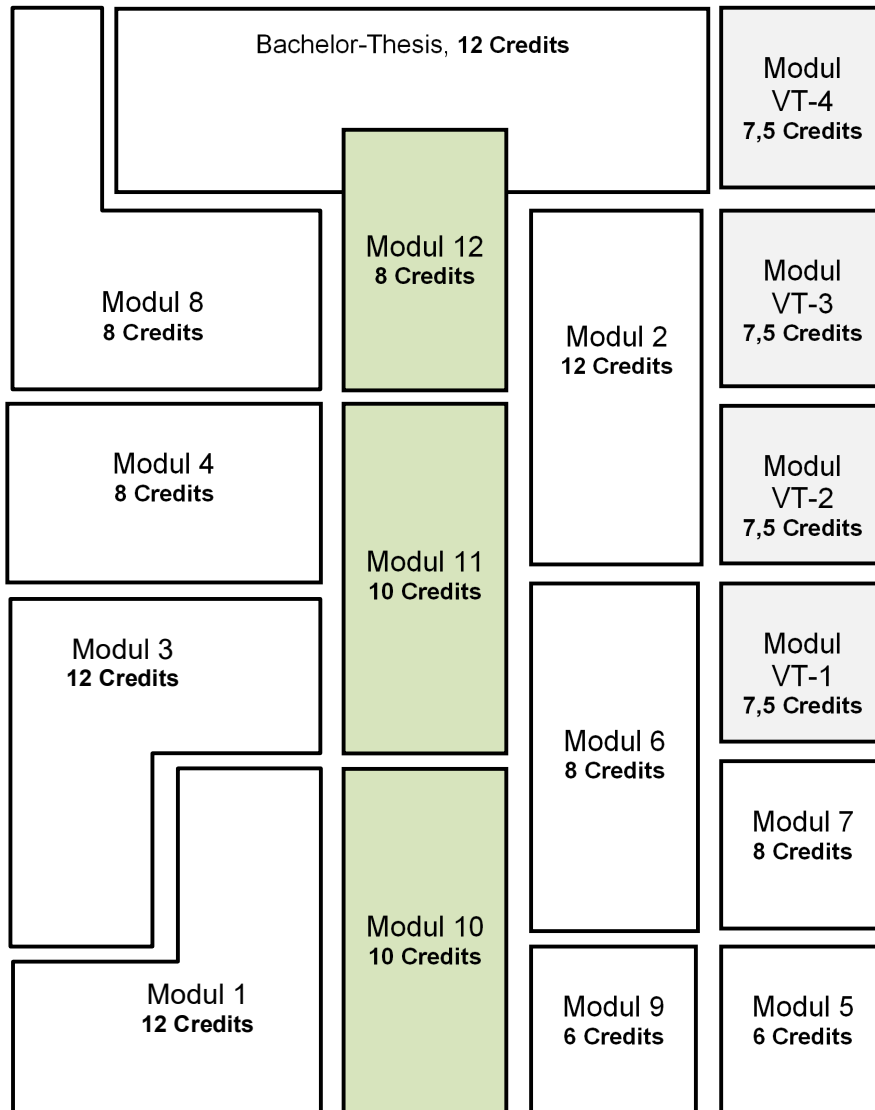 Bachelor-Thesis, 12 Credits
Modul
VT-4
7,5 Credits
Modul 12
8 Credits
Modul 8
8 Credits
Modul 2
12 Credits
Modul
VT-3
7,5 Credits
Modul 4
8 Credits
Modul
VT-2
7,5 Credits
Modul 11
10 Credits
Modul 3
12 Credits
Modul
VT-1
7,5 Credits
Modul 6
8 Credits
Modul 7
8 Credits
Modul 10
10 Credits
Modul 1
12 Credits
Modul 9
6 Credits
Modul 5
6 Credits